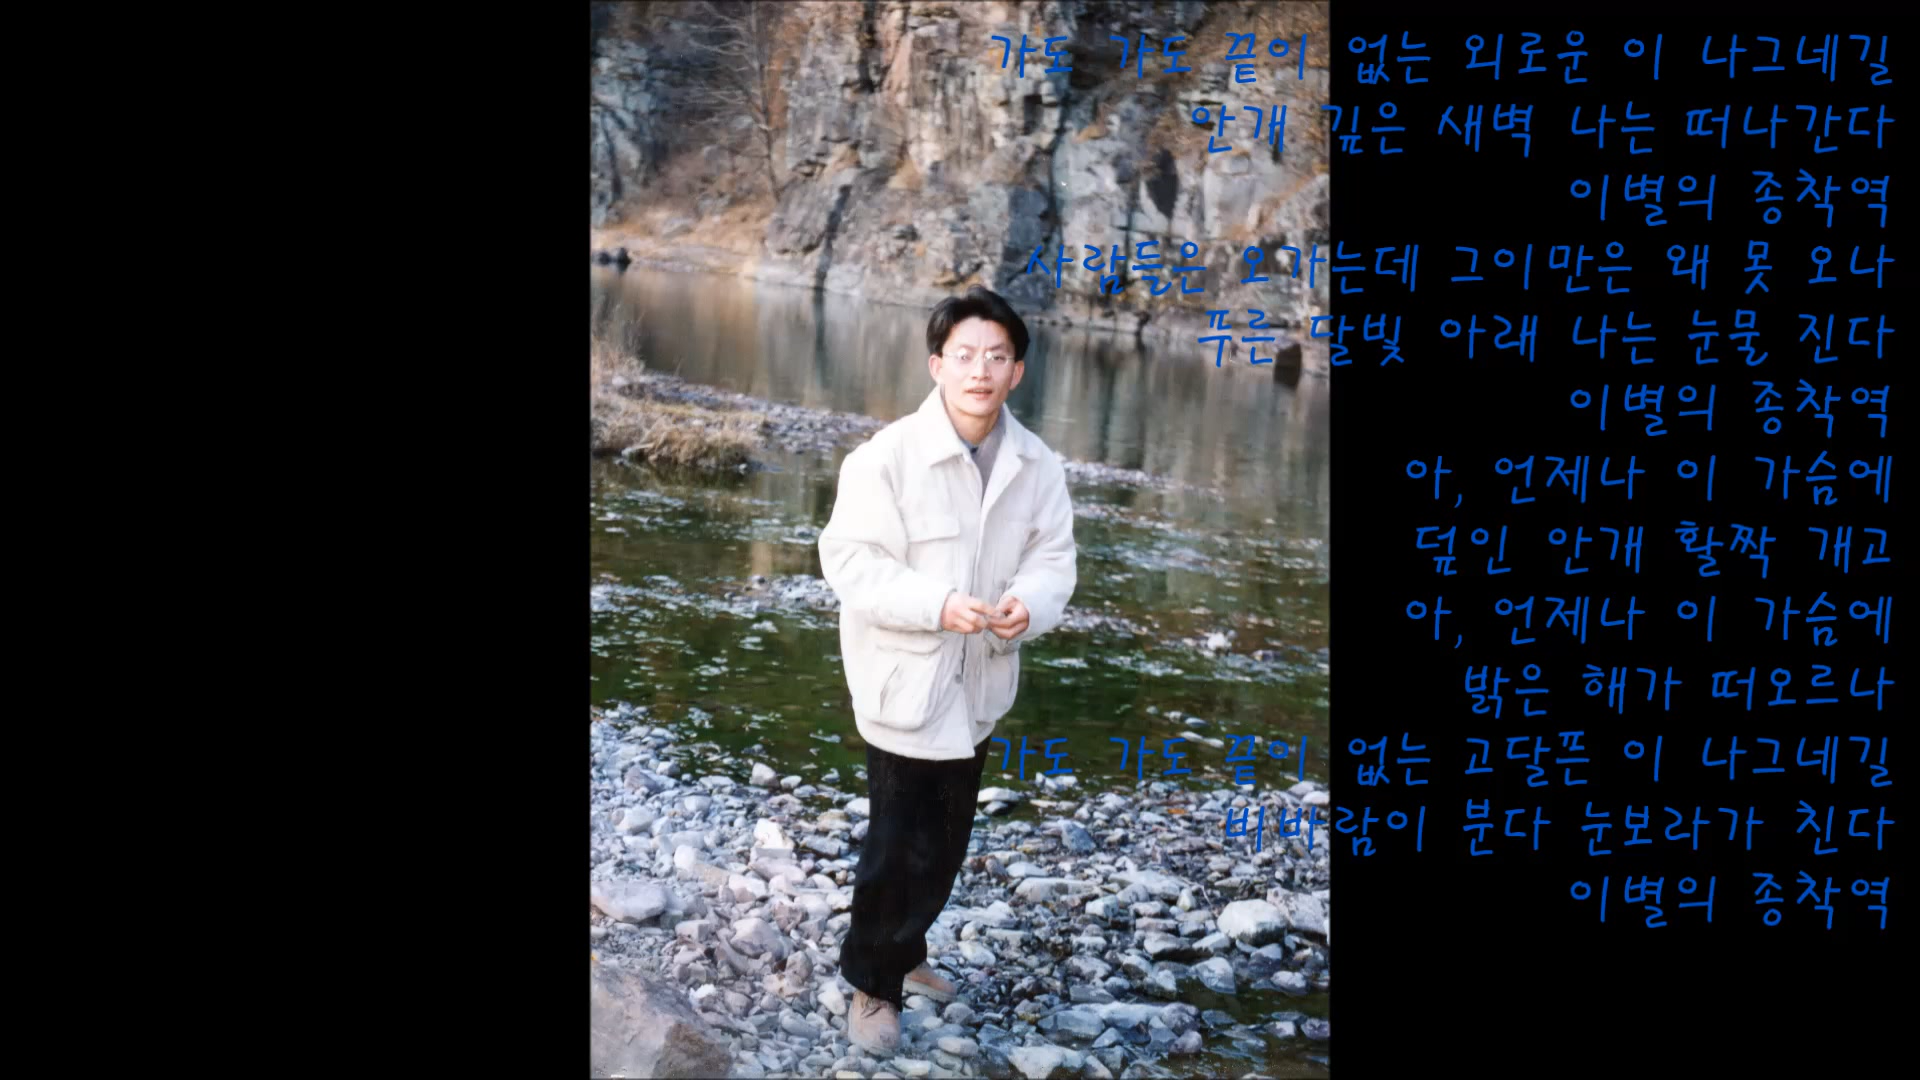 가도 가도 끝이 없는 외로운 이 나그네길
안개 깊은 새벽 나는 떠나간다
이별의 종착역
사람들은 오가는데 그이만은 왜 못 오나
푸른 달빛 아래 나는 눈물 진다
이별의 종착역
아, 언제나 이 가슴에
덮인 안개 활짝 개고
아, 언제나 이 가슴에
밝은 해가 떠오르나
가도 가도 끝이 없는 고달픈 이 나그네길
비바람이 분다 눈보라가 친다
이별의 종착역